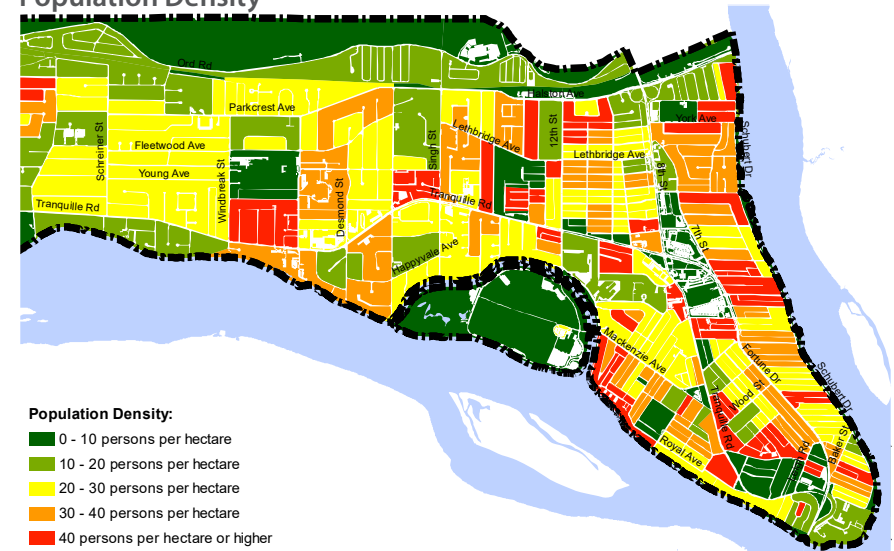 Population Density
Ord Rd
Halston Ave
Parkcrest Ave
York Ave
Schreiner St
Singh St
12th St
Lethbridge Ave
Lethbridge Ave
Schubert Dr
Fleetwood Ave
8th St
Young Ave
Windbreak St
Desmond St
Tranquille Rd
Tranquille Rd
7th St
Happyvale Ave
Mackenzie Ave
Fortune Dr
Schubert Dr
Wood St
Tranquille Rd
Baker St
Royal Ave
Population Density:
0 - 10 persons per hectare
10 - 20 persons per hectare
20 - 30 persons per hectare
30 - 40 persons per hectare
40 persons per hectare or higher